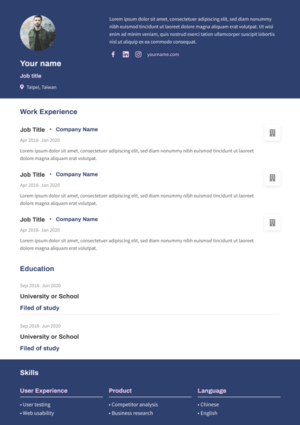 Lorem ipsum dolor sit amet, consectetuer adipiscing elit, sed diam nonummy
nibh euismod tincidunt ut laoreet dolore magna aliquam erat volutpat. Ut wisi
enim ad minim veniam, quis nostrud exerci tation ullamcorper suscipit lobortis
nisl ut aliquip ex ea commodo consequat.
yourname.com
Your name
Job title
Taipei, Taiwan
Work Experience
Job Title • Company Name
Apr 2018- Jan 2020
Lorem ipsum dolor sit amet, consectetuer adipiscing elit, sed diam nonummy nibh euismod tincidunt ut laoreet
dolore magna aliquam erat volutpat.
Job Title • Company Name
Apr 2018- Jan 2020
Lorem ipsum dolor sit amet, consectetuer adipiscing elit, sed diam nonummy nibh euismod tincidunt ut laoreet
dolore magna aliquam erat volutpat.
Job Title • Company Name
Apr 2018- Jan 2020
Lorem ipsum dolor sit amet, consectetuer adipiscing elit, sed diam nonummy nibh euismod tincidunt ut laoreet
dolore magna aliquam erat volutpat.
Education
Sep 2016- Jun 2020
University or School
Filed of study
Sep 2016- Jun 2020
University or School
Filed of study
Skills
User Experience
• User testing
• Web usability
Product
• Competitor analysis
• Business research
Language
• Chinese
• English